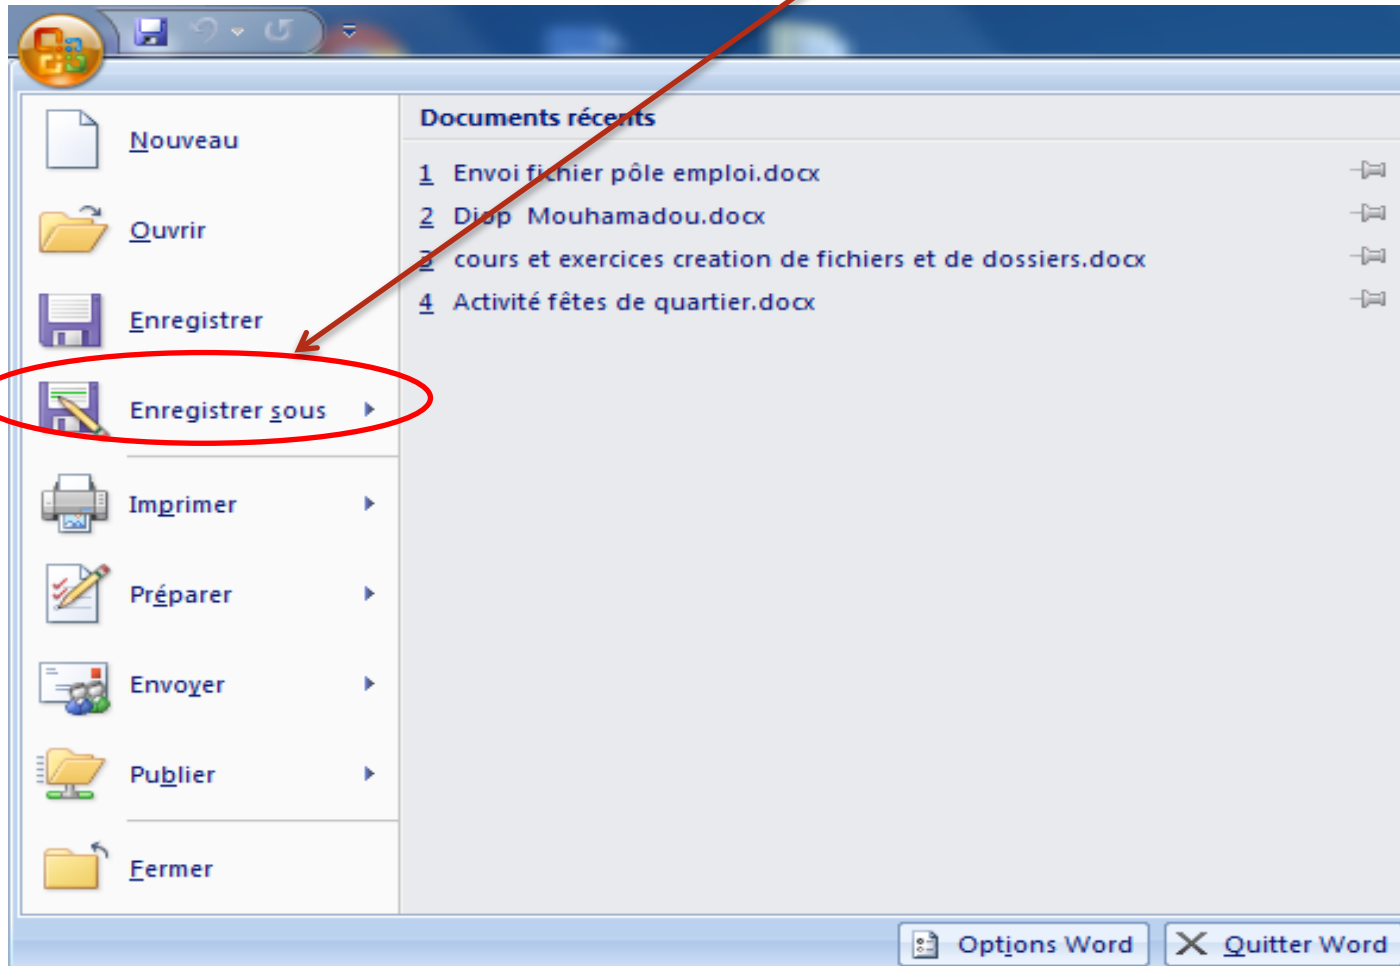 Nouveau
Ouvrir
Enregistrer
Enregistrer sous
Imprimer
Préparer
Envoyer
Publier
Fermer
Documents récents
1 Envoi fichier pôle emploi.docx
2 Diop Mouhamadou.docx
3 cours et exercices creation de fichiers et de dossiers.docx
4 Activité fêtes de quartier.docx
Options Word
Quitter Word